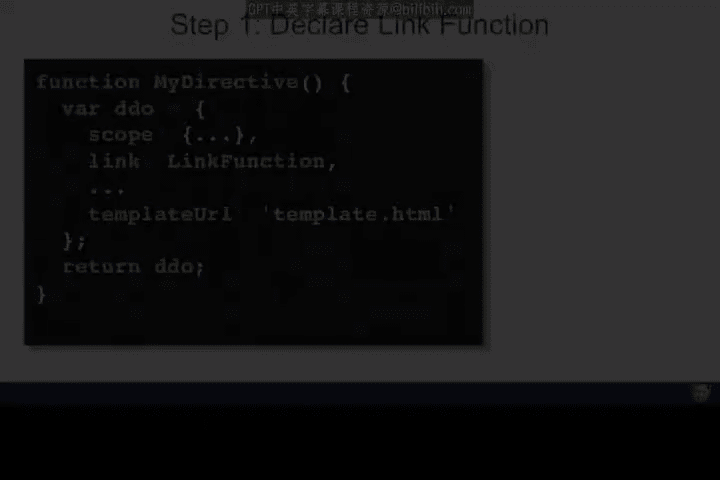 GPT中英字幕课程资源@bilibili.com
Step 1: Declare Link Function
function MyDirective() {
var ddo {
scope {...},
link LinkFunction,
...
templateUrl 'template.html'
};
return ddo;
}